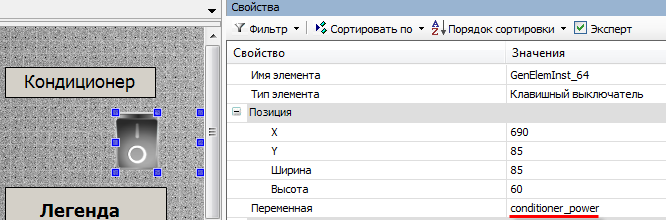 Свойства
Фильтр Сортировать по Порядок сортировки Эксперт
Свойство Значения
Имя элемента GenElemInst_64
Тип элемента Клавишный выключатель
Позиция
X 690
Y 85
Ширина 85
Высота 60
Переменная conditioner_power
Кондиционер
Легенда